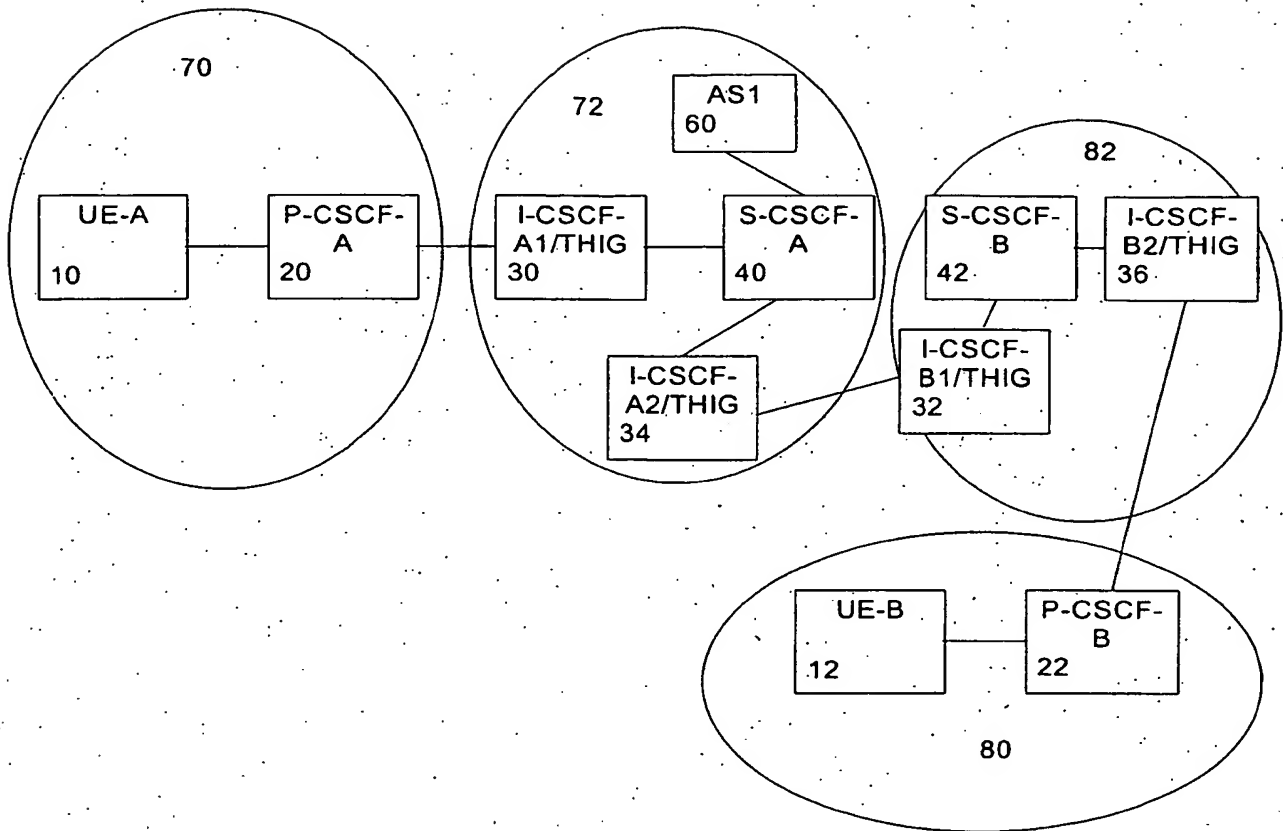 70
72
AS1
60
82
UE-A
10
P-CSCF-
A
20
I-CSCF-
A1/THIG
30
S-CSCF-
A
40
S-CSCF-
B
42
I-CSCF-
B2/THIG
36
I-CSCF-
A2/THIG
34
I-CSCF-
B1/THIG
32
UE-B
12
P-CSCF-
B
22
80